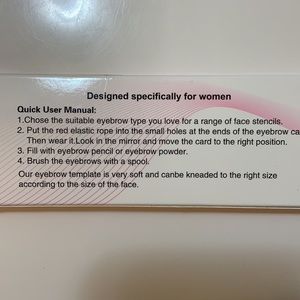 Designed specifically for women
Quick User Manual:
1.Chose the suitable eyebrow type you love for a range of face stencils.
2. Put the red elastic rope into the small holes at the ends of the eyebrow ca
Then wear it.Look in the mirror and move the card to the right position.
3. Fill with eyebrow pencil or eyebrow powder.
4. Brush the eyebrows with a spool.
Our eyebrow template is very soft and canbe kneaded to the right size
according to the size of the face.